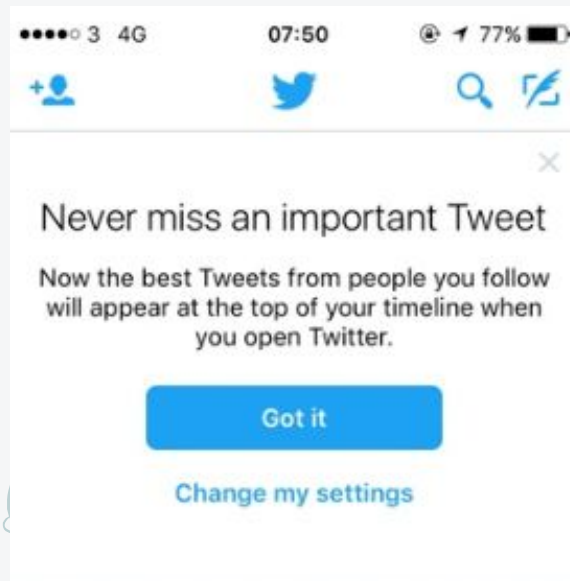 3 4G 07:50 77%
Never miss an important Tweet
Now the best Tweets from people you follow
will appear at the top of your timeline when
you open Twitter.
Got it
Change my settings